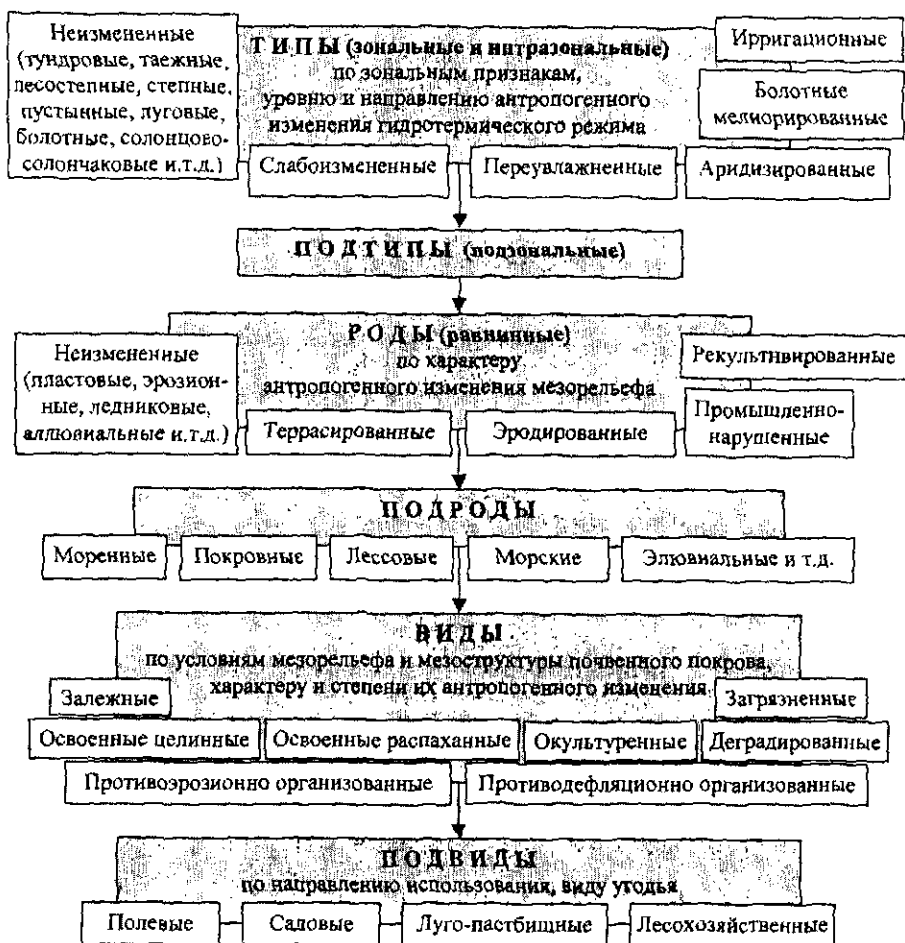 Неизмененные
(тундровые, таежные,
лесостепные, степные,
пустынные, луговые,
болотные, солонцово-
солончаковые и.т.д.)
ТИПЫ (зональные и интразональные)
по зональным признакам,
уровню и направлению антропогенного
изменения гидротермического режима
Ирригационные
Болотные
мелиорированные
Слабоизмененные
Переувлажненные
Аридизированные
ПОДТИПЫ (подзональные)
РОДЫ (равнинные)
по характеру
антропогенного изменения мезорельефа
Неизмененные
(пластовые, эрозион-
ные, ледниковые,
аллювиальные и.т.д.)
Рекультивированные
Промышленно-
нарушенные
Террасированные
Эродированные
ПОДРОДЫ
Моренные
Покровные
Лессовые
Морские
Элювиальные и т.д.
ВИДЫ
по условиям мезорельефа и мезоструктуры почвенного покрова,
характеру и степени их антропогенного изменения
Залежные
Загрязненные
Освоенные целинные
Освоенные распаханные
Окультуренные
Деградированные
Противоэрозионно организованные
Противодефляционно организованные
ПОДВИДЫ
по направлению использования, виду угодья
Полевые
Садовые
Луго-пастбищные
Лесохозяйственные